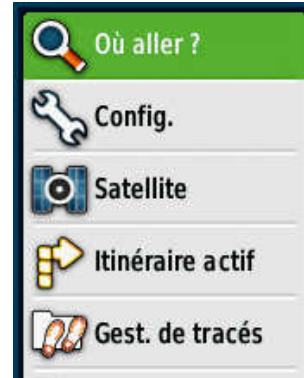 Où aller ?
Config.
Satellite
Itinéraire actif
Gest. de tracés